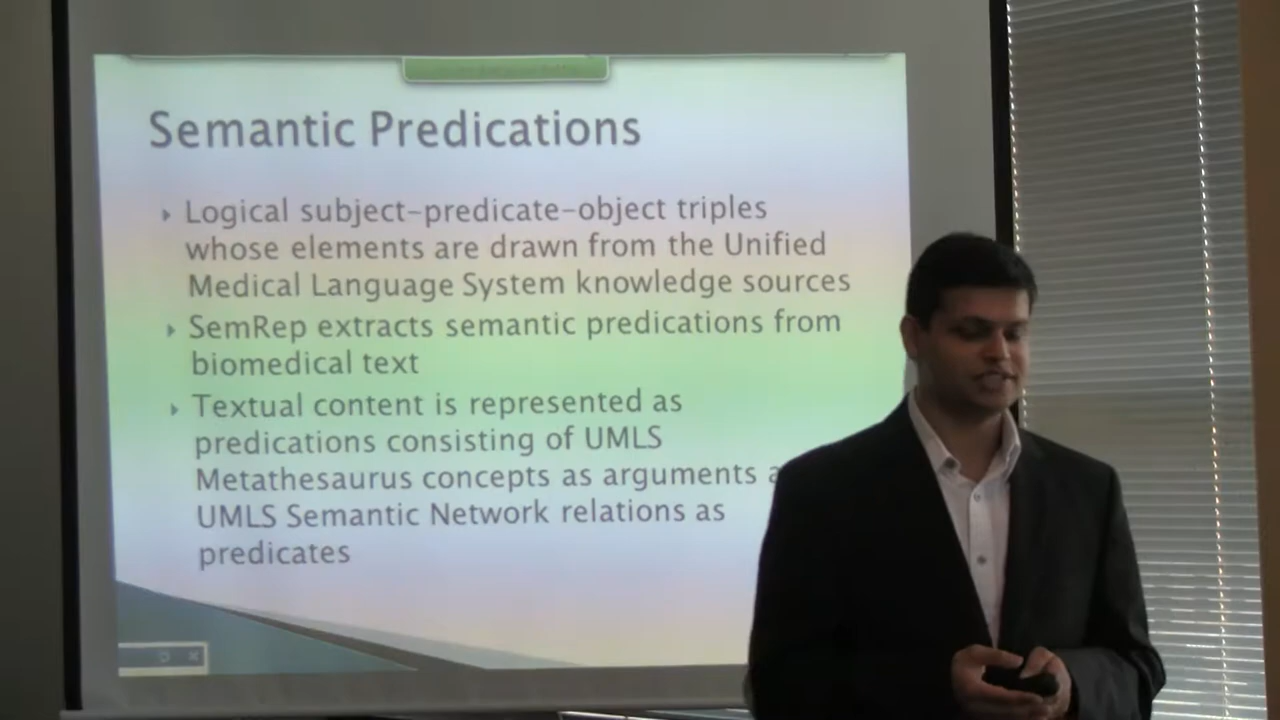 Semantic Predications
Logical subject-predicate-object triples
whose elements are drawn from the Unified
Medical Language System knowledge sources
SemRep extracts semantic predications from
biomedical text
Textual content is represented as
predications consisting of UMLS
Metathesaurus concepts as arguments
UMLS Semantic Network relations as
predicates